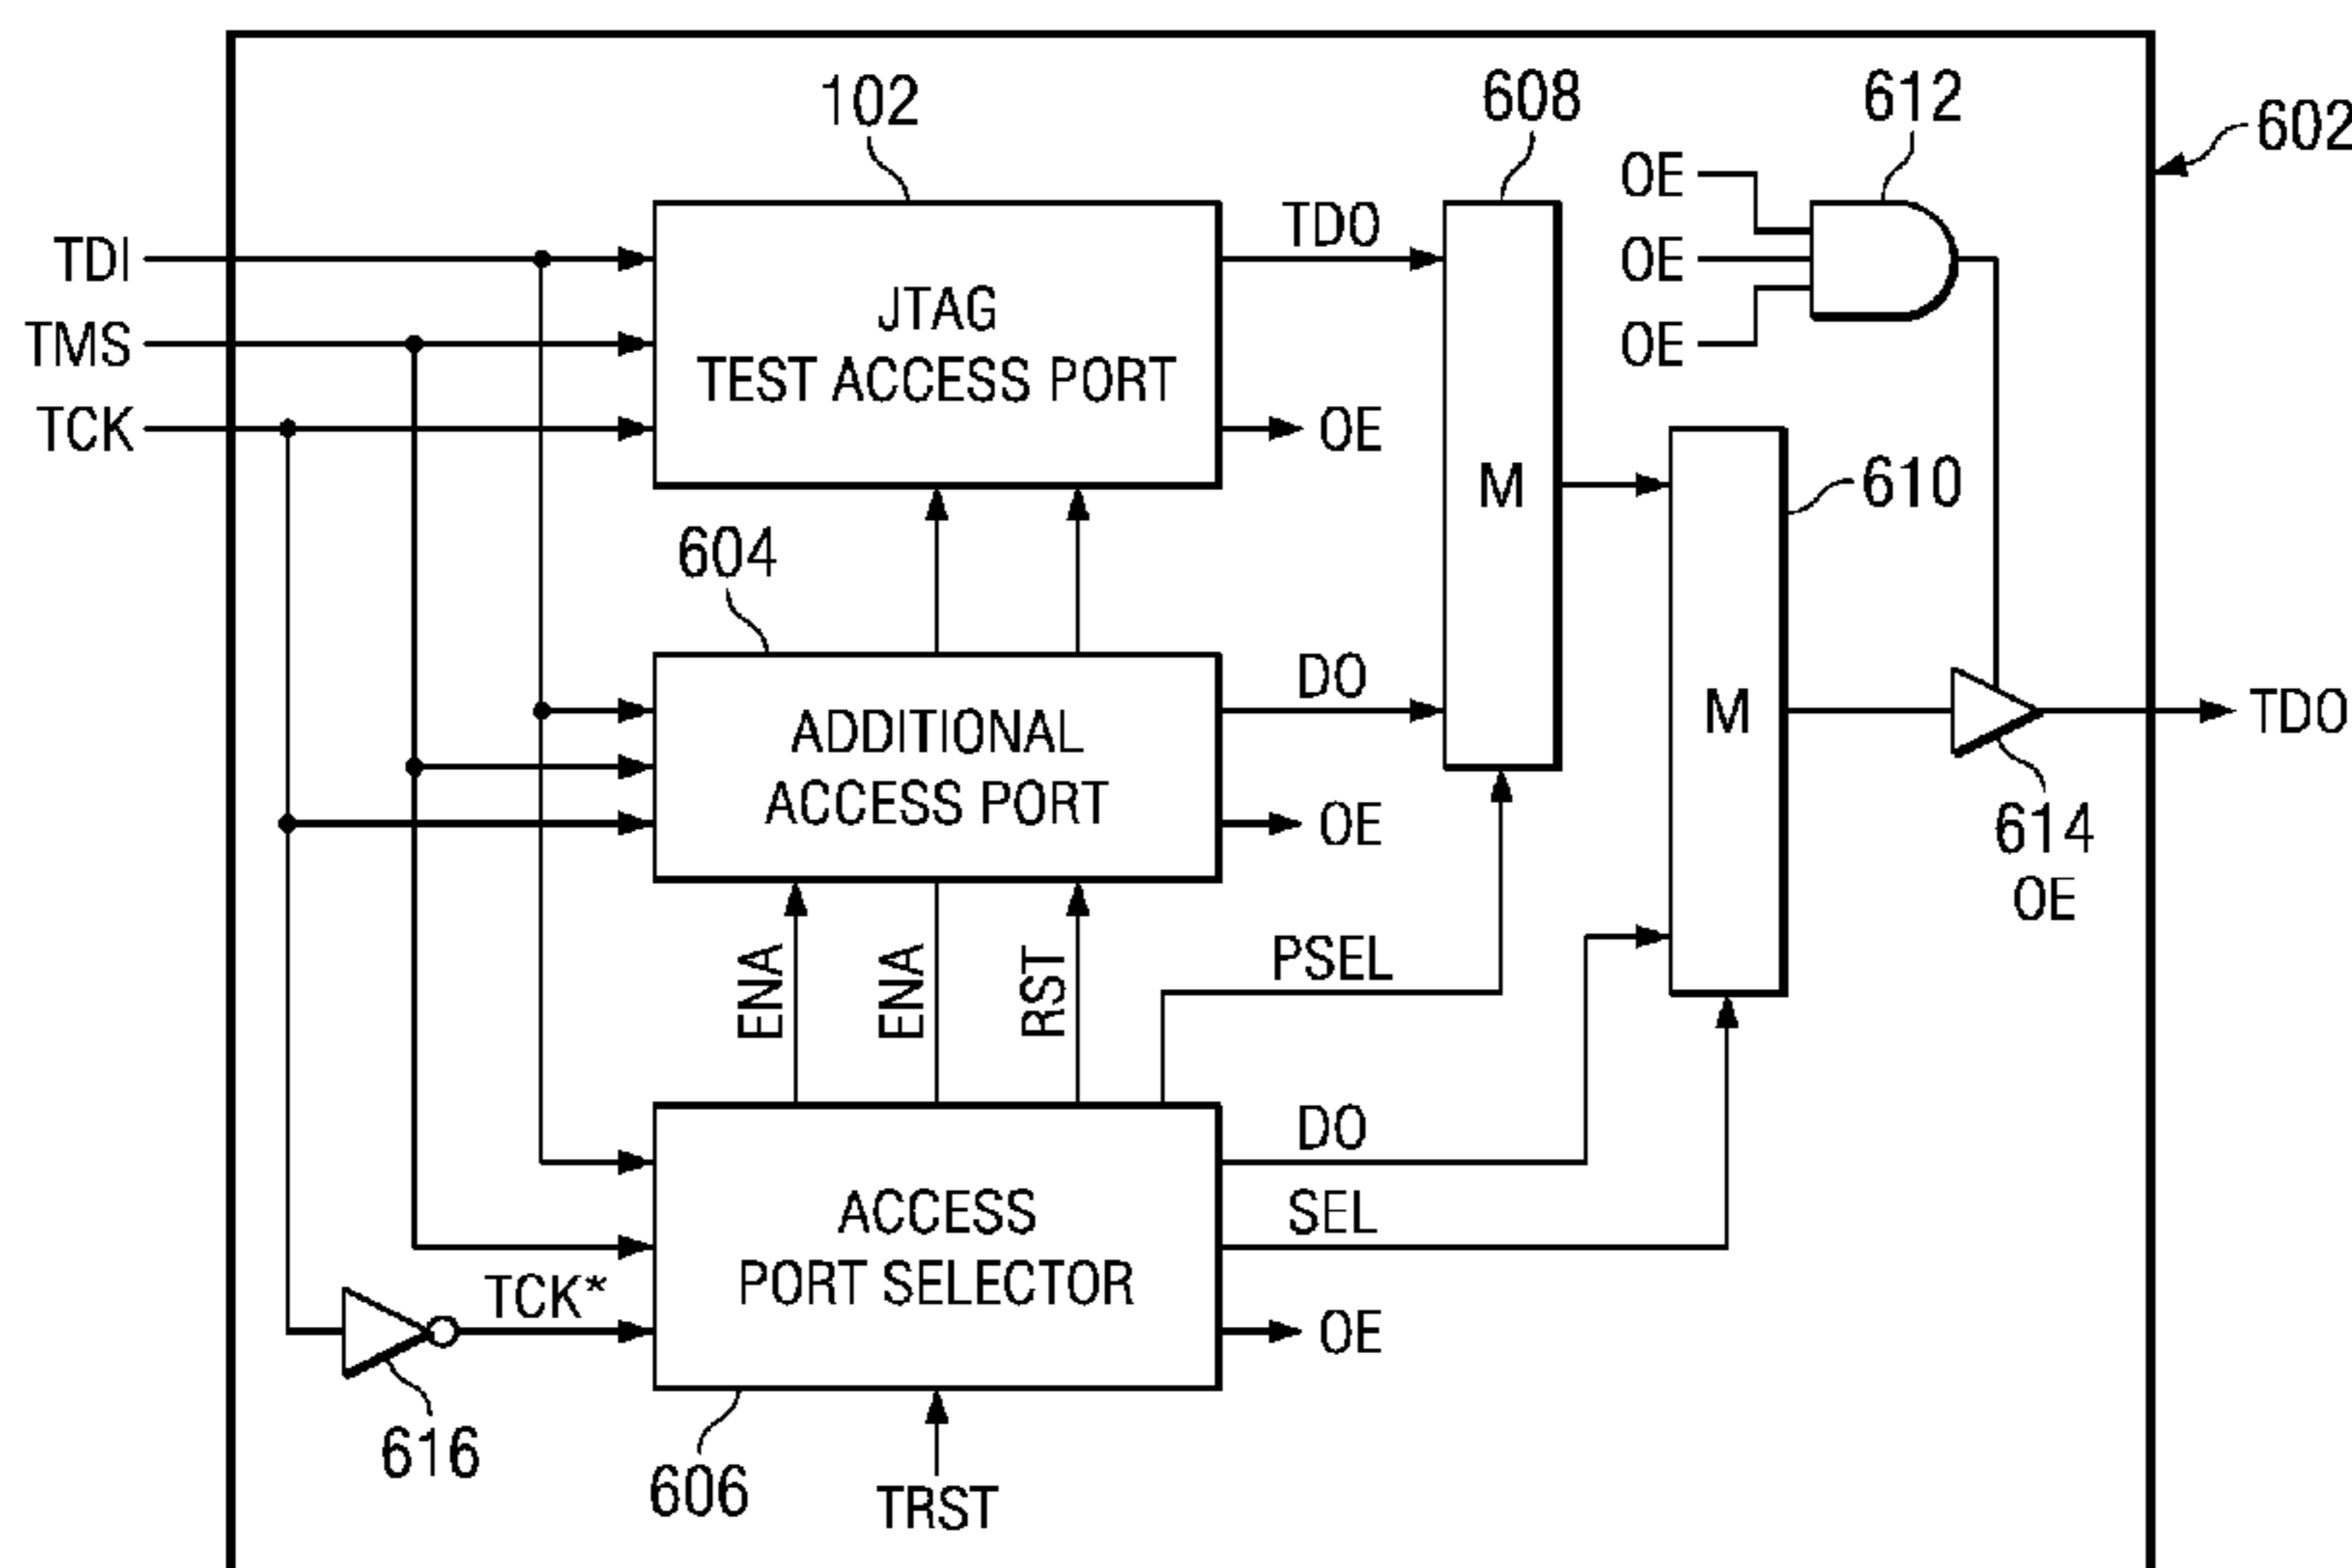 102
608
612
602
OE
TDO
TDI
OE
JTAG
TMS
TEST ACCESS PORT
OE
TCK
OE
M
610
604
DO
ADDITIONAL
M
TDO
ACCESS PORT
OE
614
OE
ENA
ENA
RST
PSEL
DO
ACCESS
SEL
PORT SELECTOR
TCK*
OE
616
606
TRST